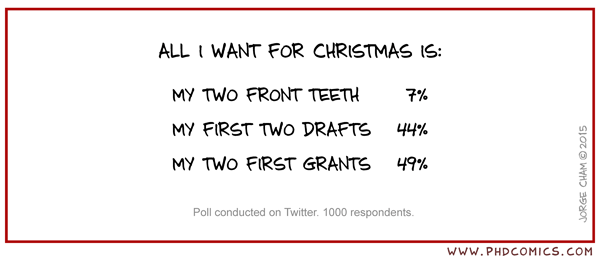 ALL I WANT FOR CHRISTMAS IS:
MY TWO FRONT TEETH 7%
MY FIRST TWO DRAFTS 44%
MY TWO FIRST GRANTS 49%
Poll conducted on Twitter. 1000 respondents.
JORGE CHAM © 2015
WWW.PHDCOMICS.COM